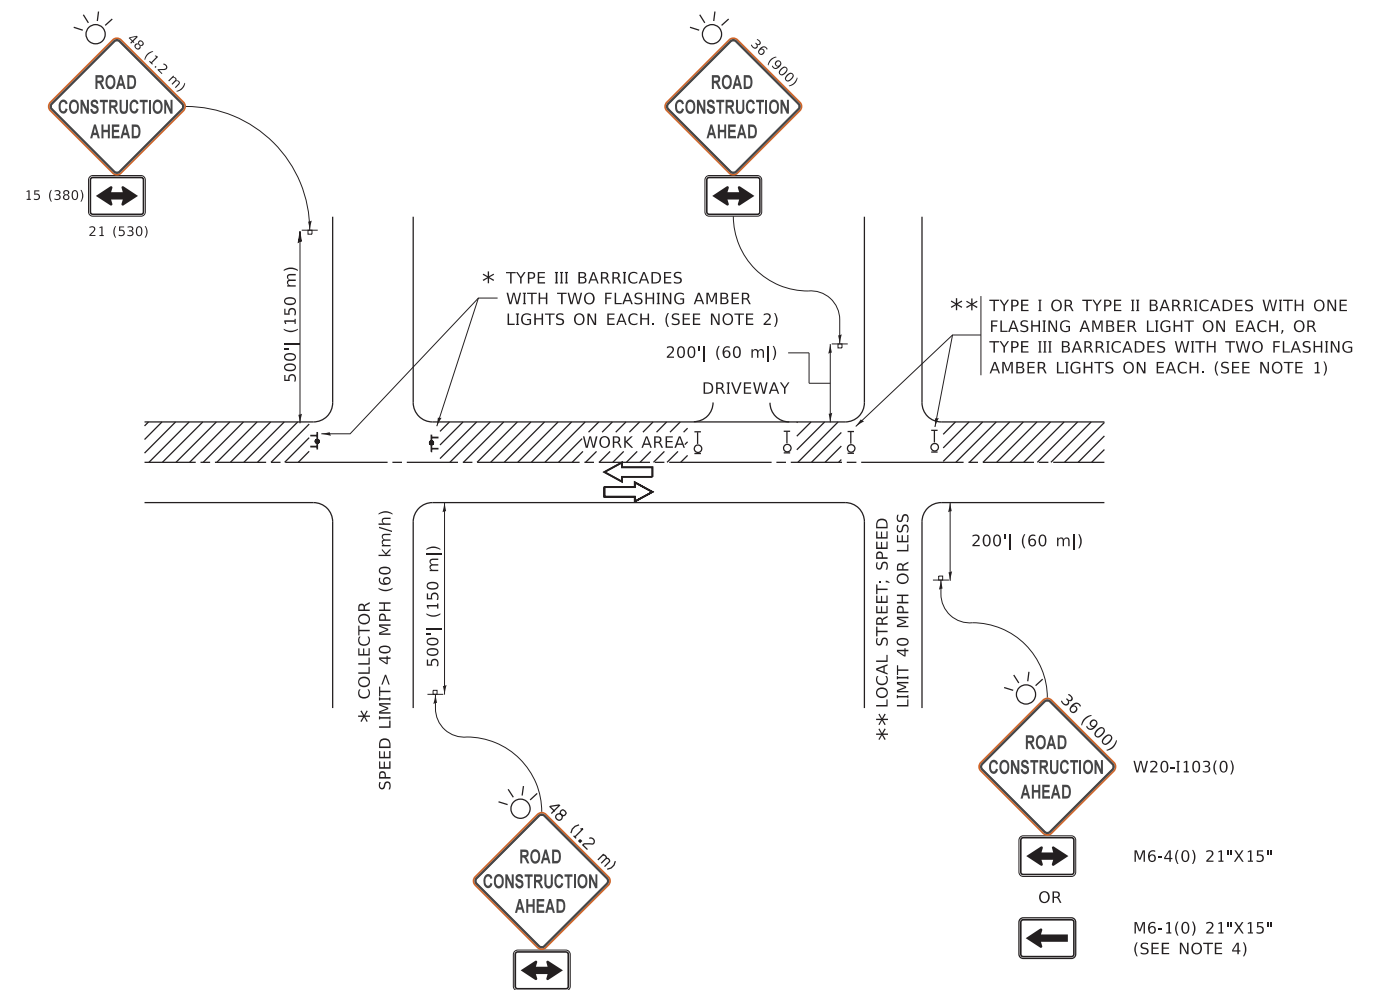 48 (1.2 m)
ROAD
CONSTRUCTION
AHEAD
15 (380)
21 (530)
36 (900)
ROAD
CONSTRUCTION
AHEAD
500'| (150 m)
* TYPE III BARRICADES
WITH TWO FLASHING AMBER
LIGHTS ON EACH. (SEE NOTE 2)
200'| (60 m|)
DRIVEWAY
** TYPE I OR TYPE II BARRICADES WITH ONE
FLASHING AMBER LIGHT ON EACH, OR
TYPE III BARRICADES WITH TWO FLASHING
AMBER LIGHTS ON EACH. (SEE NOTE 1)
WORK AREA
* COLLECTOR
SPEED LIMIT> 40 MPH (60 km/h)
500'| (150 m|)
** LOCAL STREET; SPEED
LIMIT 40 MPH OR LESS
200'| (60 m|)
48 (1.2 m)
ROAD
CONSTRUCTION
AHEAD
36 (900)
ROAD
CONSTRUCTION
AHEAD
W20-I103(0)
M6-4(0) 21"X15"
OR
M6-1(0) 21"X15"
(SEE NOTE 4)